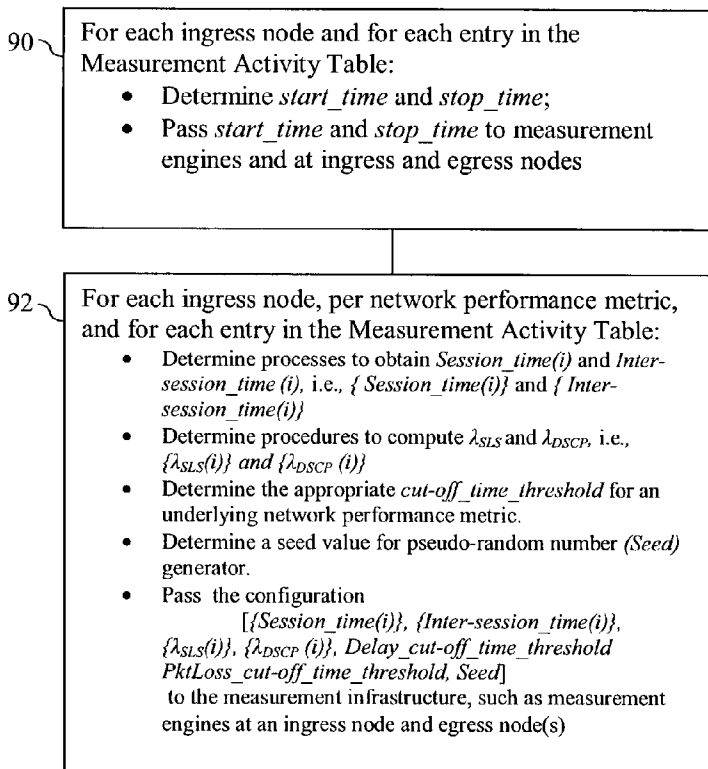 90
For each ingress node and for each entry in the
Measurement Activity Table:
• Determine start_time and stop_time;
• Pass start_time and stop_time to measurement
engines and at ingress and egress nodes
92
For each ingress node, per network performance metric,
and for each entry in the Measurement Activity Table:
• Determine processes to obtain Session_time(i) and Inter-
session_time (i), i.e., { Session_time(i)} and { Inter-
session_time(i)}
• Determine procedures to compute λSLS and λDSCP, i.e.,
{λSLS(i)} and {λDSCP (i)}
• Determine the appropriate cut-off_time_threshold for an
underlying network performance metric.
• Determine a seed value for pseudo-random number (Seed)
generator.
• Pass the configuration
[{Session_time(i)}, {Inter-session_time(i)},
{λSLS(i)}, {λDSCP (i)}, Delay_cut-off_time_threshold
PktLoss_cut-off_time_threshold, Seed]
to the measurement infrastructure, such as measurement
engines at an ingress node and egress node(s)